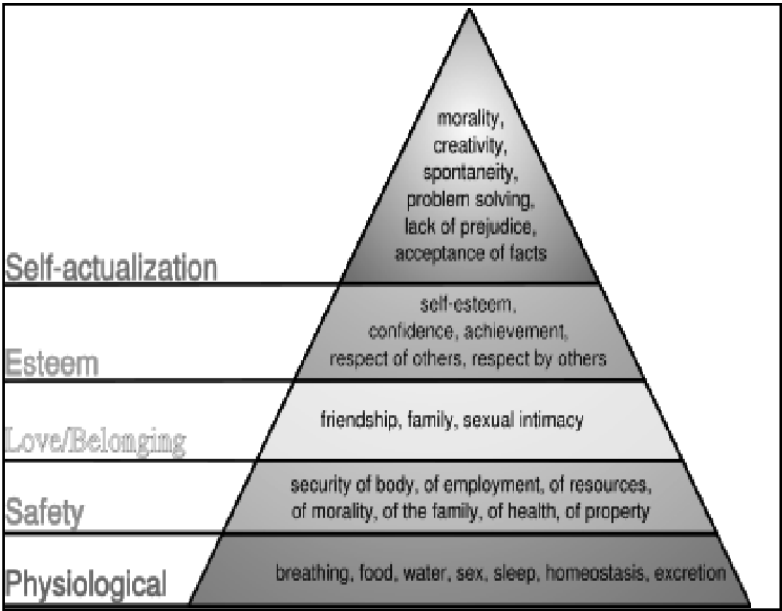 morality,
creativity,
spontaneity,
problem solving,
lack of prejudice,
acceptance of facts
Self-actualization
self-esteem,
confidence, achievement,
respect of others, respect by others
Esteem
friendship, family, sexual intimacy
Love/Belonging
security of body, of employment, of resources,
of morality, of the family, of health, of property
Safety
breathing, food, water, sex, sleep, homeostasis, excretion
Physiological